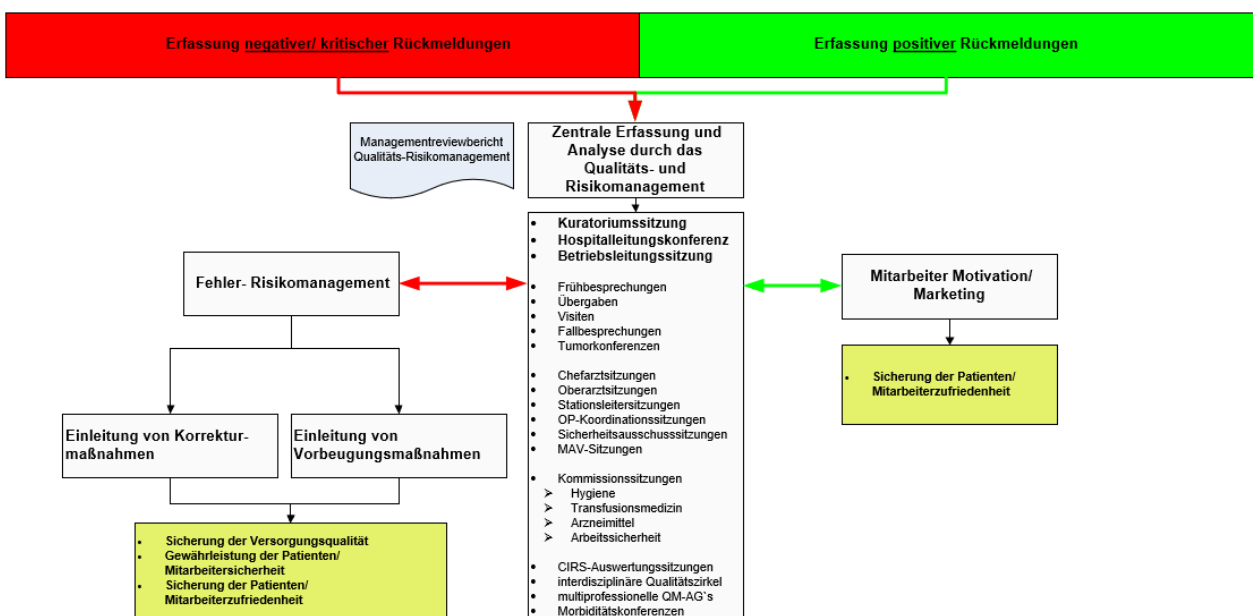 Erfassung negativer/ kritischer Rückmeldungen
Erfassung positiver Rückmeldungen
Managementreviewbericht
Qualitäts-Risikomanagement
Zentrale Erfassung und
Analyse durch das
Qualitäts- und
Risikomanagement
• Kuratoriumssitzung
• Hospitalleitungskonferenz
• Betriebsleitungssitzung
• Frühbesprechungen
• Übergaben
• Visiten
• Fallbesprechungen
• Tumorkonferenzen
• Chefarztsitzungen
• Oberarztsitzungen
• Stationsleitersitzungen
• OP-Koordinationssitzungen
• Sicherheitsausschusssitzungen
• MAV-Sitzungen
• Kommissionssitzungen
➢ Hygiene
➢ Transfusionsmedizin
➢ Arzneimittel
➢ Arbeitssicherheit
• CIRS-Auswertungssitzungen
• interdisziplinäre Qualitätszirkel
• multiprofessionelle QM-AG`s
• Morbiditätskonferenzen
Fehler- Risikomanagement
Einleitung von Korrektur-
maßnahmen
Einleitung von
Vorbeugungsmaßnahmen
• Sicherung der Versorgungsqualität
• Gewährleistung der Patienten/
Mitarbeitersicherheit
• Sicherung der Patienten/
Mitarbeiterzufriedenheit
Mitarbeiter Motivation/
Marketing
• Sicherung der Patienten/
Mitarbeiterzufriedenheit